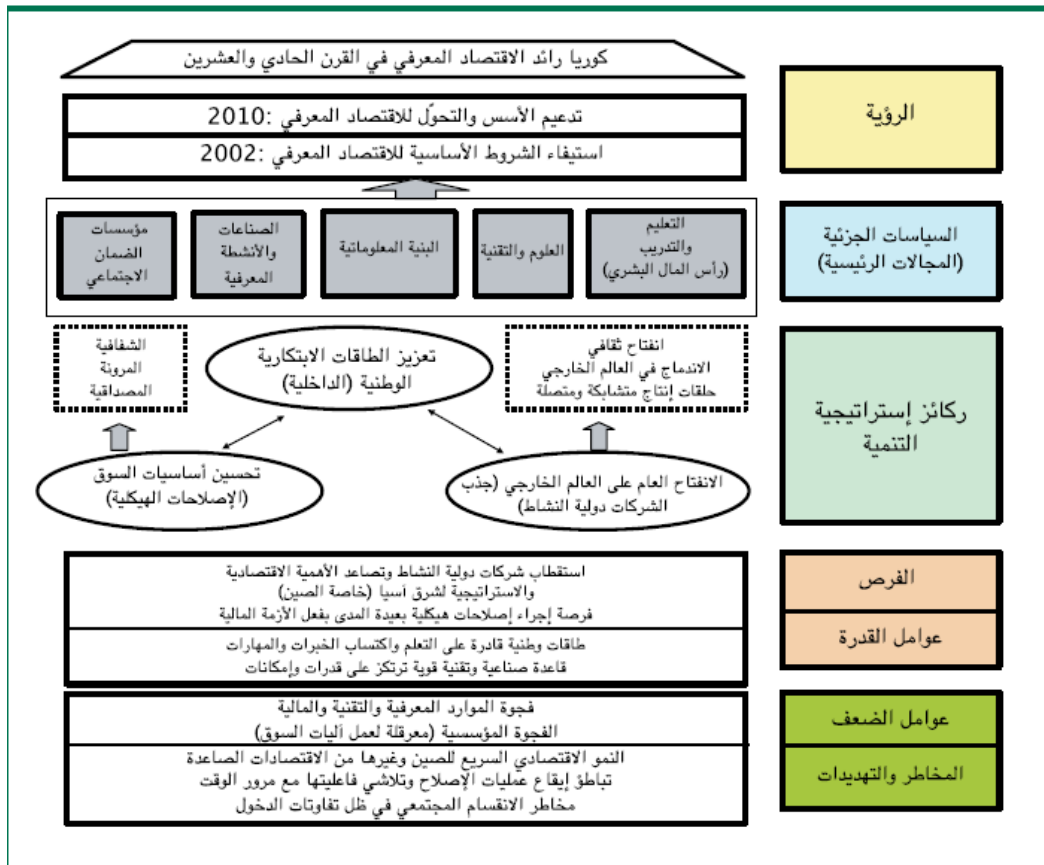 كوريا رائد الاقتصاد المعرفي في القرن الحادي والعشرين
الرؤية
تدعيم الأسس والتحوّل للاقتصاد المعرفي :2010
استيفاء الشروط الأساسية للاقتصاد المعرفي :2002
السياسات الجزئية
(المجالات الرئيسية)
التعليم
والتدريب
(رأس المال البشري)
العلوم والتقنية
البنية المعلوماتية
الصناعات
والأنشطة
المعرفية
مؤسسات
الضمان
الاجتماعي
ركائز إستراتيجية
التنمية
انفتاح ثقافي
الاندماج في العالم الخارجي
حلقات إنتاج متشابكة ومتصلة
تعزيز الطاقات الابتكارية
الوطنية (الداخلية)
الشفافية
المرونة
المصداقية
الانفتاح العام على العالم الخارجي (جذب
الشركات دولية النشاط)
تحسين أساسيات السوق
(الإصلاحات الهيكلية)
الفرص
استقطاب شركات دولية النشاط وتصاعد الأهمية الاقتصادية
والاستراتيجية لشرق آسيا (خاصة الصين)
فرصة إجراء إصلاحات هيكلية بعيدة المدى بفعل الأزمة المالية
عوامل القدرة
طاقات وطنية قادرة على التعلم واكتساب الخبرات والمهارات
قاعدة صناعية وتقنية قوية ترتكز على قدرات وإمكانات
عوامل الضعف
فجوة الموارد المعرفية والتقنية والمالية
الفجوة المؤسسية (معرقلة لعمل آليات السوق)
المخاطر والتهديدات
النمو الاقتصادي السريع للصين وغيرها من الاقتصادات الصاعدة
تباطؤ إيقاع عمليات الإصلاح وتلاشي فاعليتها مع مرور الوقت
مخاطر الانقسام المجتمعي في ظل تفاوتات الدخول